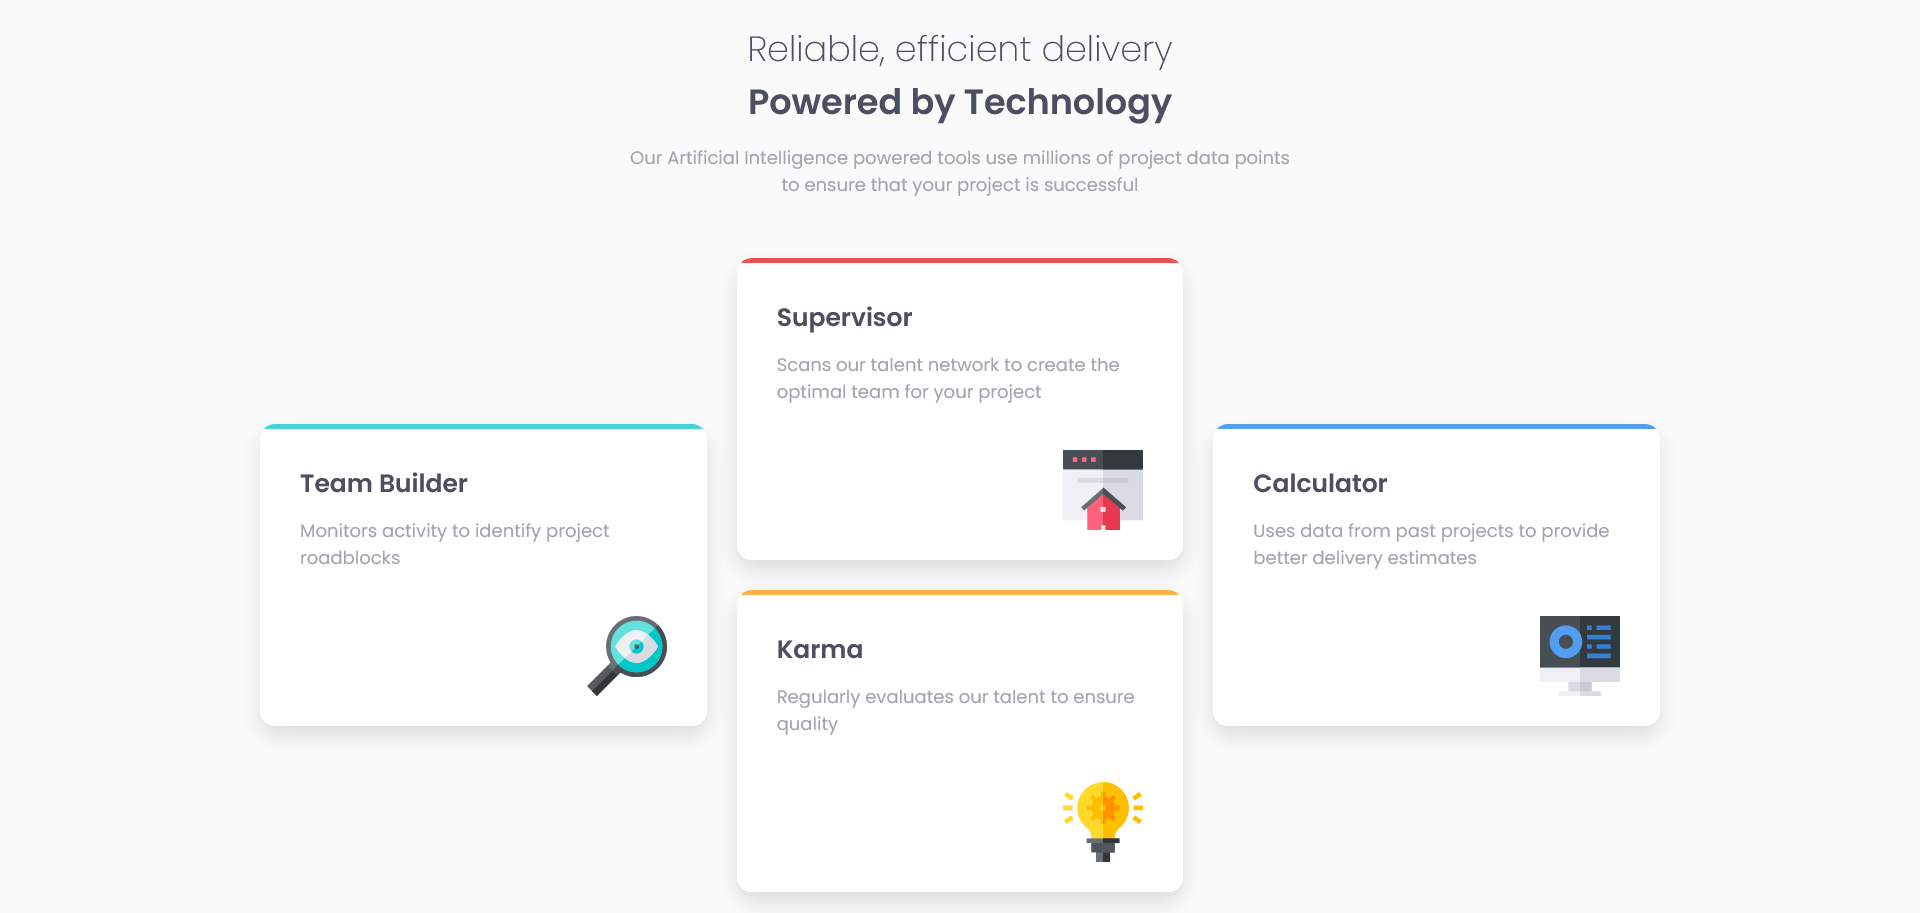 Reliable, efficient delivery
Powered by Technology
Our Artificial Intelligence powered tools use millions of project data points
to ensure that your project is successful
Supervisor
Scans our talent network to create the
optimal team for your project
Team Builder
Monitors activity to identify project
roadblocks
Calculator
Uses data from past projects to provide
better delivery estimates
Karma
Regularly evaluates our talent to ensure
quality